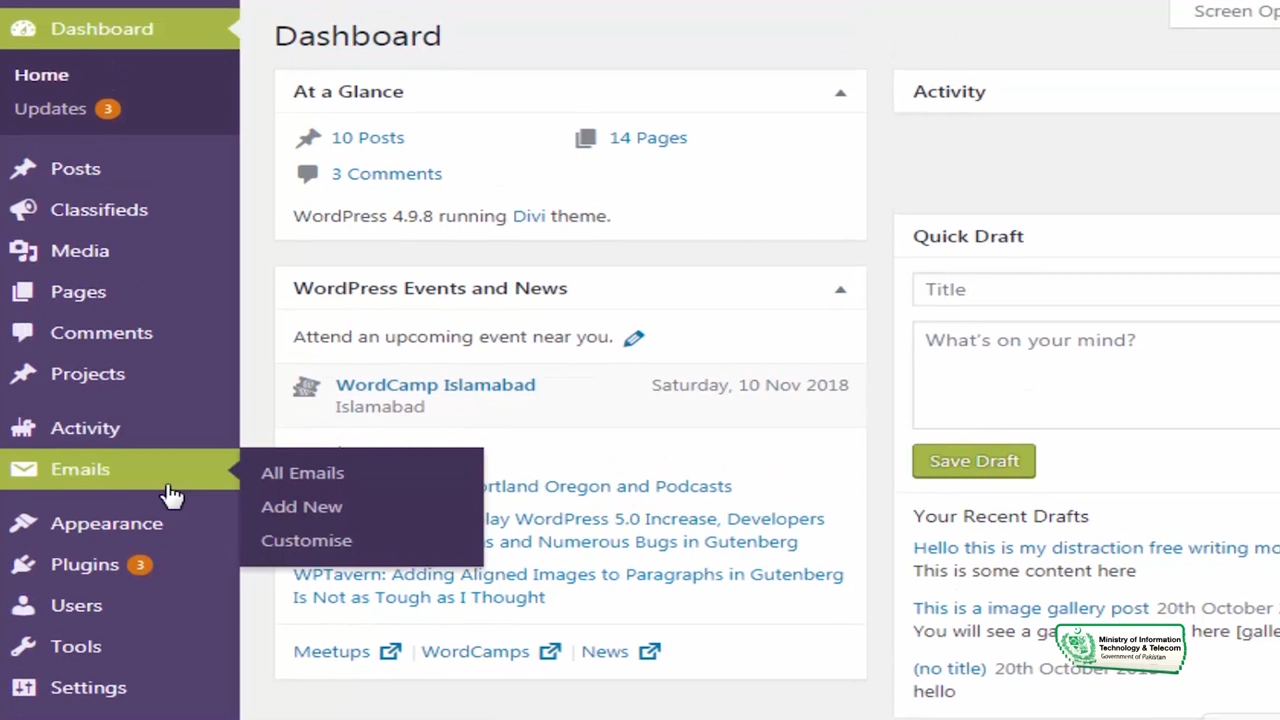 Dashboard
Home
Updates 3
Posts
Classifieds
Media
Pages
Comments
Projects
Activity
Emails
Appearance
Plugins 3
Users
Tools
Settings
All Emails
Add New
Customise
Screen Op
Dashboard
At a Glance
10 Posts
14 Pages
3 Comments
WordPress 4.9.8 running Divi theme.
WordPress Events and News
Attend an upcoming event near you.
WordCamp Islamabad Saturday, 10 Nov 2018
Islamabad
ortland Oregon and Podcasts
lay WordPress 5.0 Increase, Developers
s and Numerous Bugs in Gutenberg
WPTavern: Adding Aligned Images to Paragraphs in Gutenberg
Is Not as Tough as I Thought
Meetups | WordCamps | News
Activity
Quick Draft
Title
What's on your mind?
Save Draft
Your Recent Drafts
Hello this is my distraction free writing mo
This is some content here
This is a image gallery post 20th October
You will see a ga here [galle
(no title) 20th October
hello
Ministry of Information
Technology & Telecom
Government of Pakistan